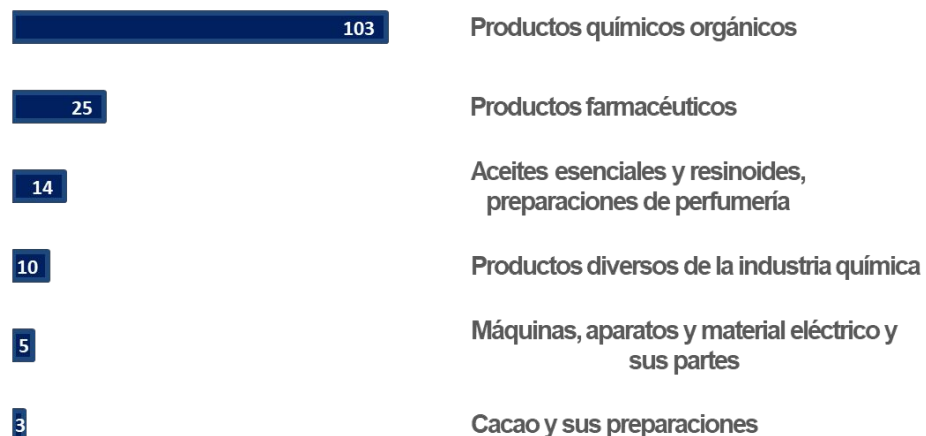 103 Productos químicos orgánicos
25 Productos farmacéuticos
14 Aceites esenciales y resinoides,
preparaciones de perfumería
10 Productos diversos de la industria química
5 Máquinas, aparatos y material eléctrico y
sus partes
3 Cacao y sus preparaciones